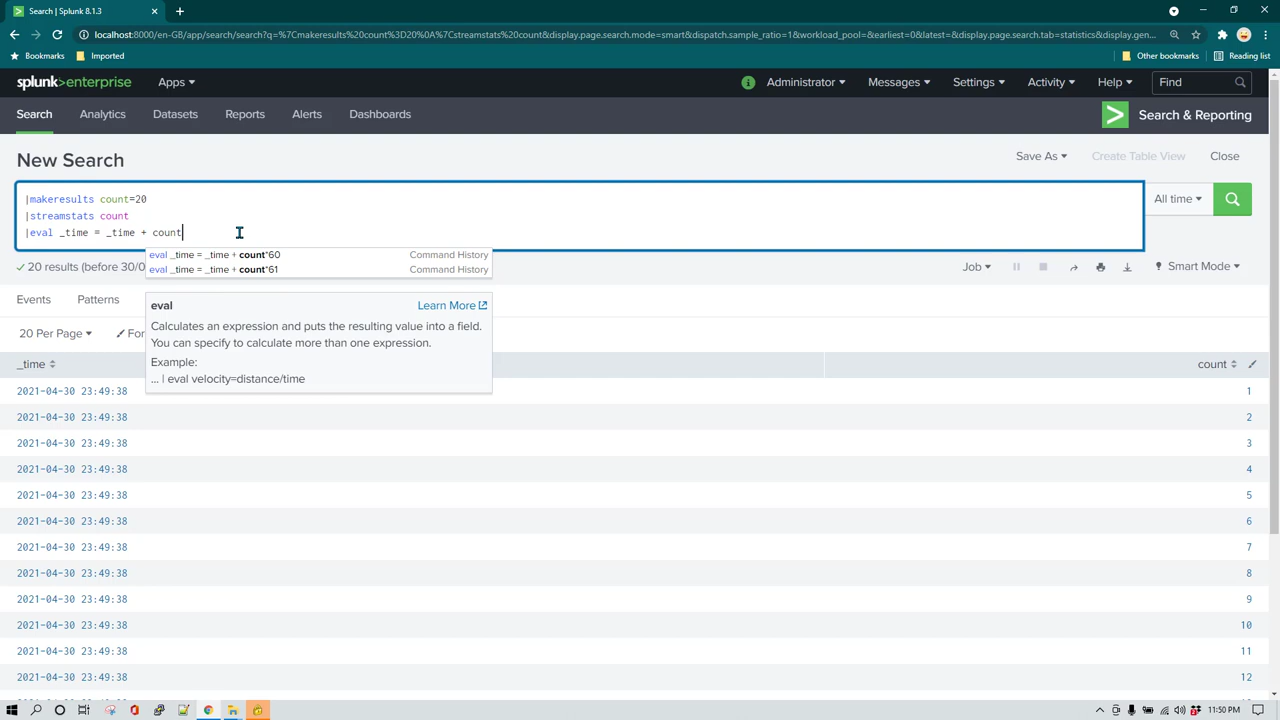 Search | Splunk 8.1.3
localhost:8000/en-GB/app/search/search?q=%7Cmakeresults%20count%3D20%20%0A%7Cstreamstats%20count&display.page.search.mode=smart&dispatch.sample_ratio=1&workload_pool=&earliest=0&latest=&display.page.search.tab=statistics&display.gen...
Bookmarks
Imported
Other bookmarks
Reading list
splunk>enterprise
Apps
Administrator
Messages
Settings
Activity
Help
Find
Search
Analytics
Datasets
Reports
Alerts
Dashboards
Search & Reporting
New Search
Save As
Create Table View
Close
|makeresults count=20
|streamstats count
|eval _time = _time + count
All time
eval _time = _time + count*60
Command History
eval _time = _time + count*61
Command History
20 results (before 30/0
Job
Smart Mode
Events
Patterns
eval
Learn More
Calculates an expression and puts the resulting value into a field.
You can specify to calculate more than one expression.
Example:
... | eval velocity=distance/time
20 Per Page
For
_time
count
2021-04-30 23:49:38
1
2021-04-30 23:49:38
2
2021-04-30 23:49:38
3
2021-04-30 23:49:38
4
2021-04-30 23:49:38
5
2021-04-30 23:49:38
6
2021-04-30 23:49:38
7
2021-04-30 23:49:38
8
2021-04-30 23:49:38
9
2021-04-30 23:49:38
10
2021-04-30 23:49:38
11
2021-04-30 23:49:38
12
11:50 PM